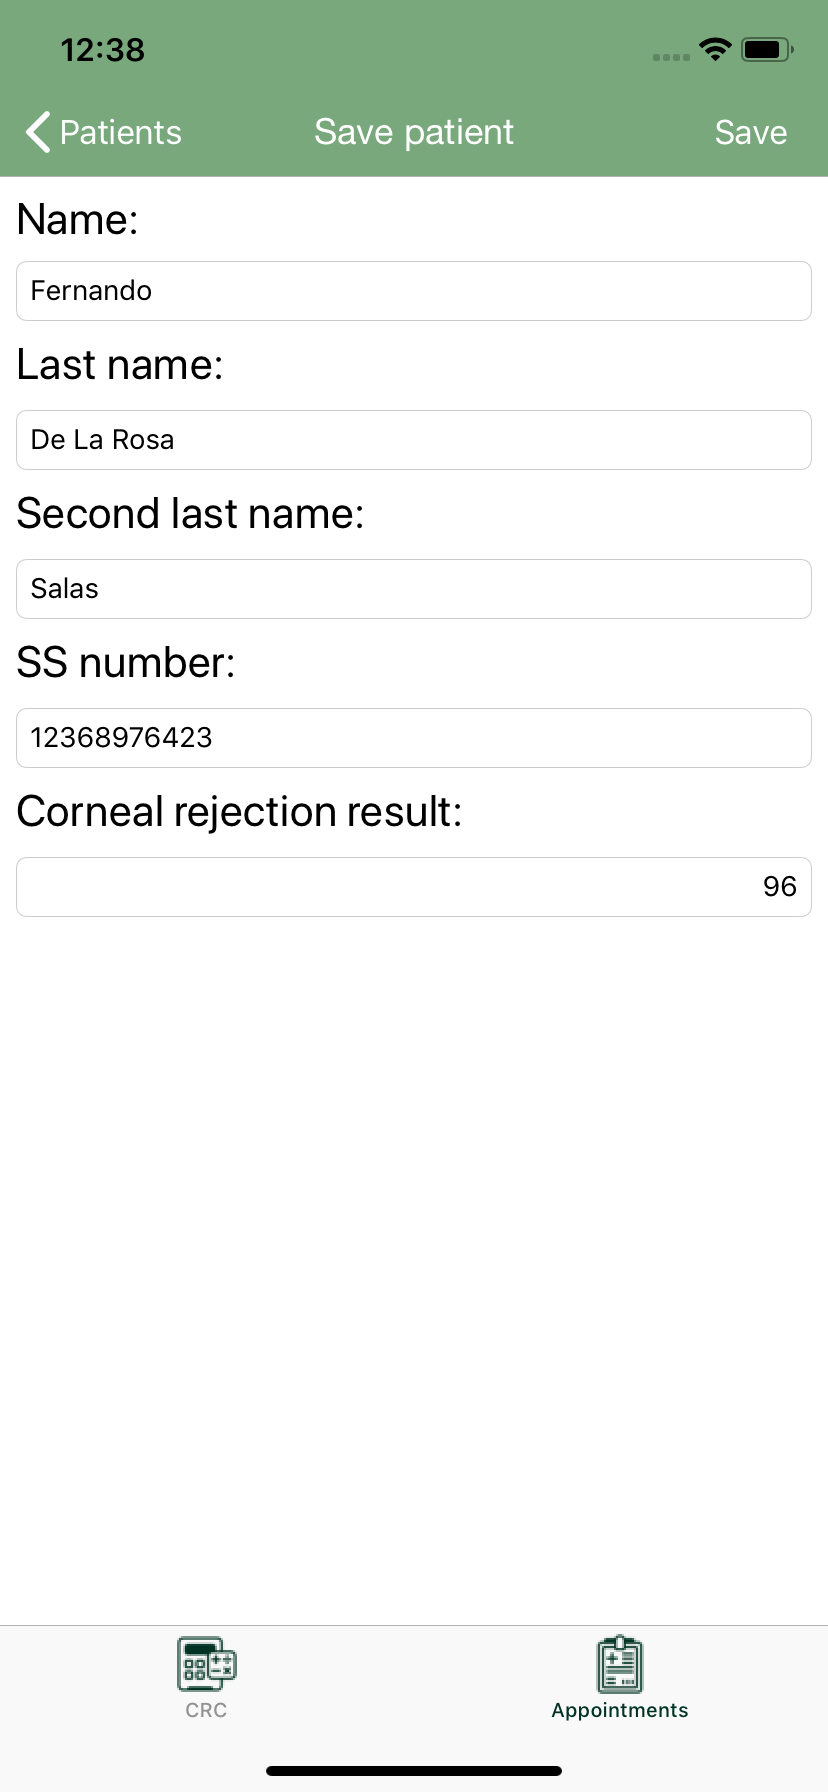 12:38
Patients Save patient Save
Name:
Fernando
Last name:
De La Rosa
Second last name:
Salas
SS number:
12368976423
Corneal rejection result:
96
CRC Appointments